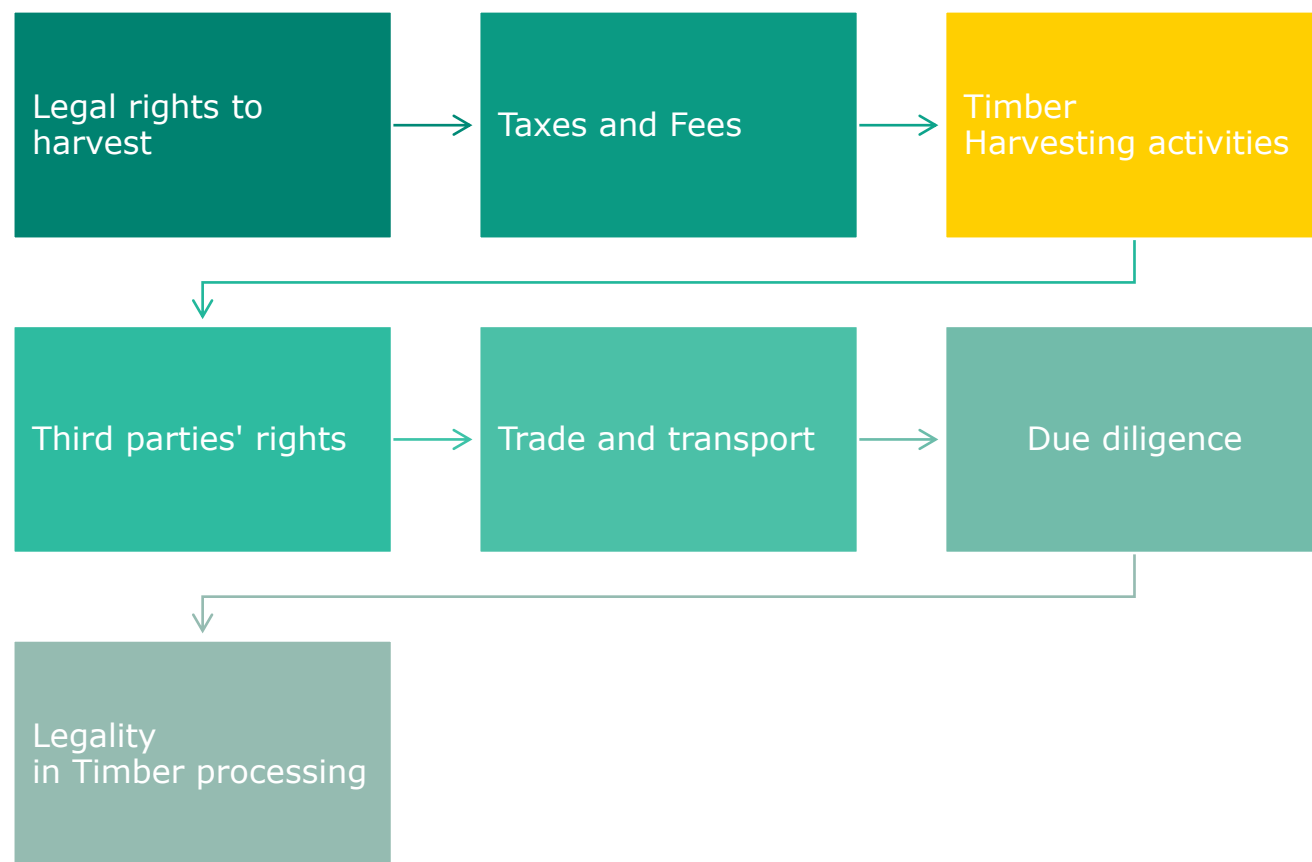 Legal rights to
harvest
Taxes and Fees
Timber
Harvesting activities
Third parties' rights
Trade and transport
Due diligence
Legality
in Timber processing